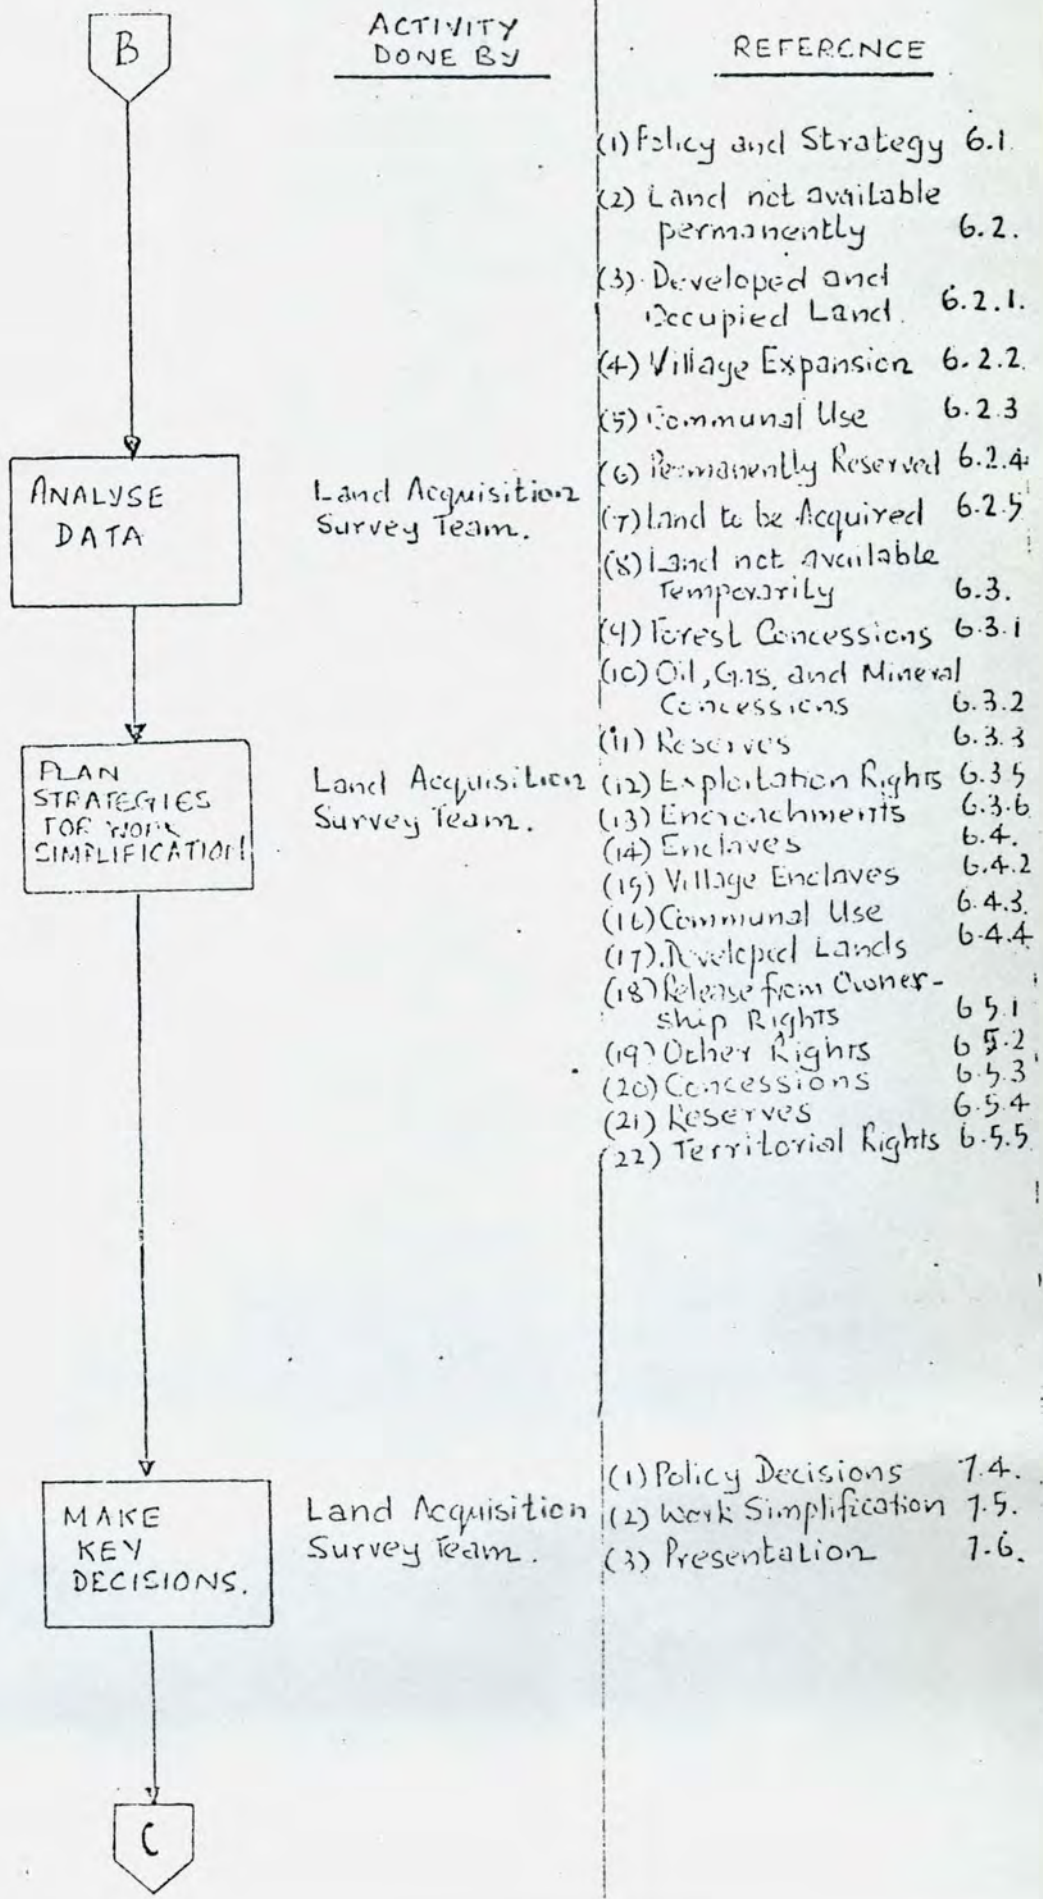 B
ACTIVITY
DONE BY
REFERENCE
(1) Policy and Strategy 6.1.
(2) Land not available
permanently 6.2.
(3) Developed and
Occupied Land. 6.2.1.
(4) Village Expansion 6.2.2.
(5) Communal Use 6.2.3
(6) Permanently Reserved 6.2.4
(7) Land to be Acquired 6.2.5
(8) Land not available
Temporarily 6.3.
(9) Forest Concessions 6.3.1
(10) Oil, Gas, and Mineral
Concessions 6.3.2
(11) Reserves 6.3.3
(12) Exploitation Rights 6.3.5
(13) Encroachments 6.3.6
(14) Enclaves 6.4.
(15) Village Enclaves 6.4.2
(16) Communal Use 6.4.3.
(17) Developed Lands 6.4.4
(18) Release from Owner-
ship Rights 6.5.1
(19) Other Rights 6.5.2
(20) Concessions 6.5.3
(21) Reserves 6.5.4
(22) Territorial Rights 6.5.5
ANALYSE
DATA
Land Acquisition
Survey Team.
PLAN
STRATEGIES
FOR WORK
SIMPLIFICATION
Land Acquisition
Survey Team.
MAKE
KEY
DECISIONS.
Land Acquisition
Survey Team.
(1) Policy Decisions 7.4.
(2) Work Simplification 7.5.
(3) Presentation 7.6.
C